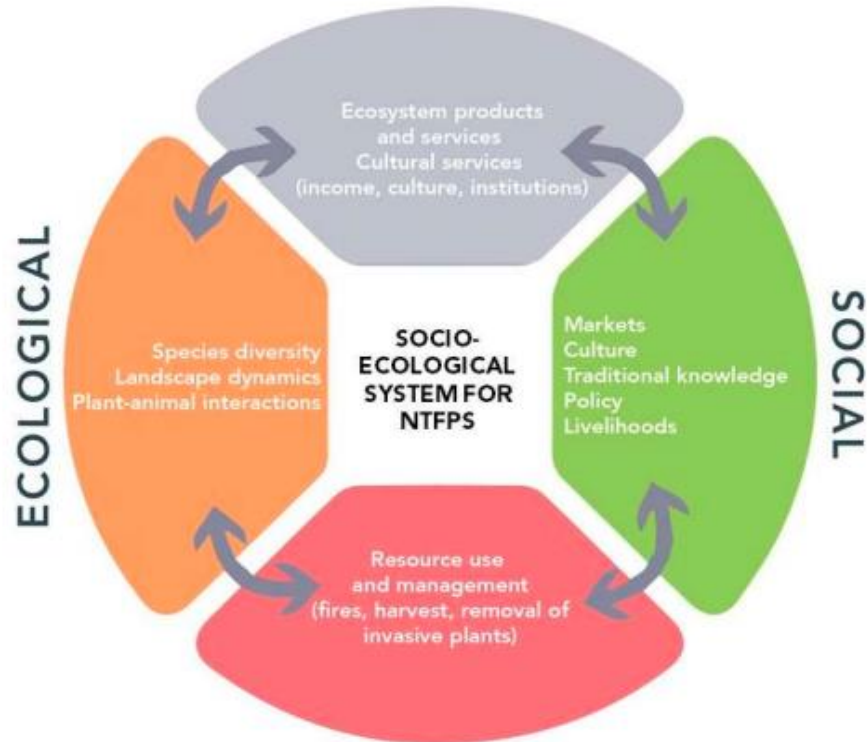 Ecosystem products
and services
Cultural services
(income, culture, institutions)
ECOLOGICAL
Species diversity
Landscape dynamics
Plant-animal interactions
SOCIO-
ECOLOGICAL
SYSTEM FOR
NTFPS
Markets
Culture
Traditional knowledge
Policy
Livelihoods
SOCIAL
Resource use
and management
(fires, harvest, removal of
invasive plants)